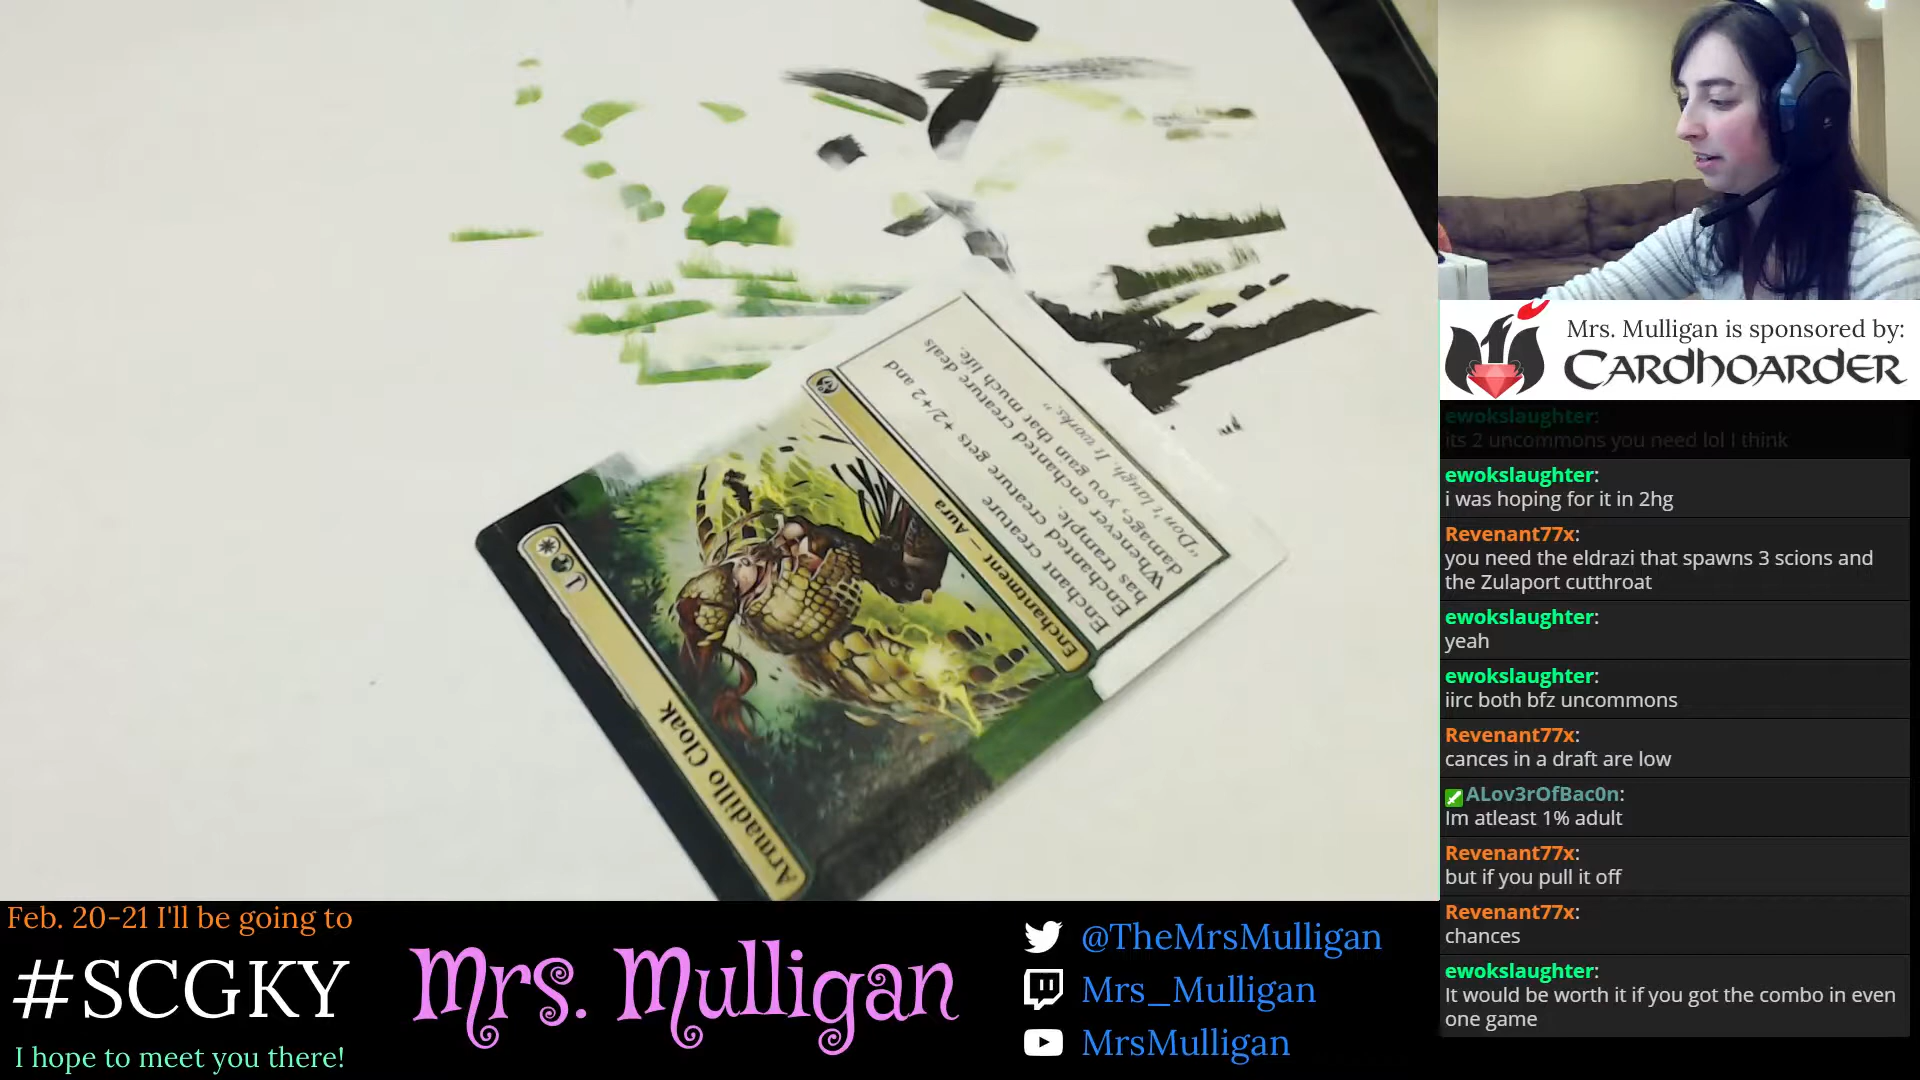 Armadillo Cloak
1
Enchantment — Aura
Enchant creature
Enchanted creature gets +2/+2 and
has trample.
Whenever enchanted creature deals
damage, you gain that much life.
"Don't laugh. It works."
Mrs. Mulligan is sponsored by:
CARDHOARDER
ewokslaughter:
its 2 uncommons you need lol I think
ewokslaughter:
i was hoping for it in 2hg
Revenant77x:
you need the eldrazi that spawns 3 scions and
the Zulaport cutthroat
ewokslaughter:
yeah
ewokslaughter:
iirc both bfz uncommons
Revenant77x:
cances in a draft are low
ALov3rOfBac0n:
Im atleast 1% adult
Revenant77x:
but if you pull it off
Revenant77x:
chances
ewokslaughter:
It would be worth it if you got the combo in even
one game
Feb. 20-21 I'll be going to
#SCGKY
I hope to meet you there!
Mrs. Mulligan
@TheMrsMulligan
Mrs_Mulligan
MrsMulligan